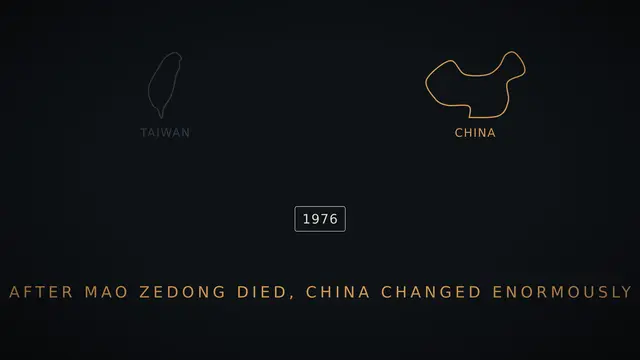 TAIWAN
CHINA
1976
AFTER MAO ZEDONG DIED, CHINA CHANGED ENORMOUSLY